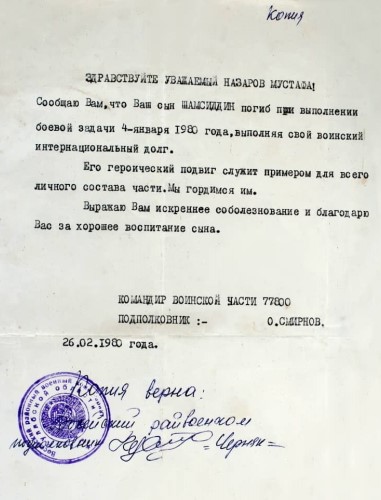 Копия
ЗДРАВСТВУЙТЕ УВАЖАЕМЫЙ НАЗАРОВ МУСТАФА!
Сообщаю Вам,что Ваш сын ШАМСИДДИН погиб при выполнении
боевой задачи 4-января 1980 года,выполняя свой воинский
интернациональный долг.
Его героический подвиг служит примером для всего
личного состава части.Мы гордимся им.
Выражаю Вам искреннее соболезнование и благодарю
Вас за хорошее воспитание сына.
КОМАНДИР ВОИНСКОЙ ЧАСТИ 77800
ПОДПОЛКОВНИК :- О.СМИРНОВ.
26.02.1980 года.
Копия верна:
райвоенком
подполковник =Черняк=